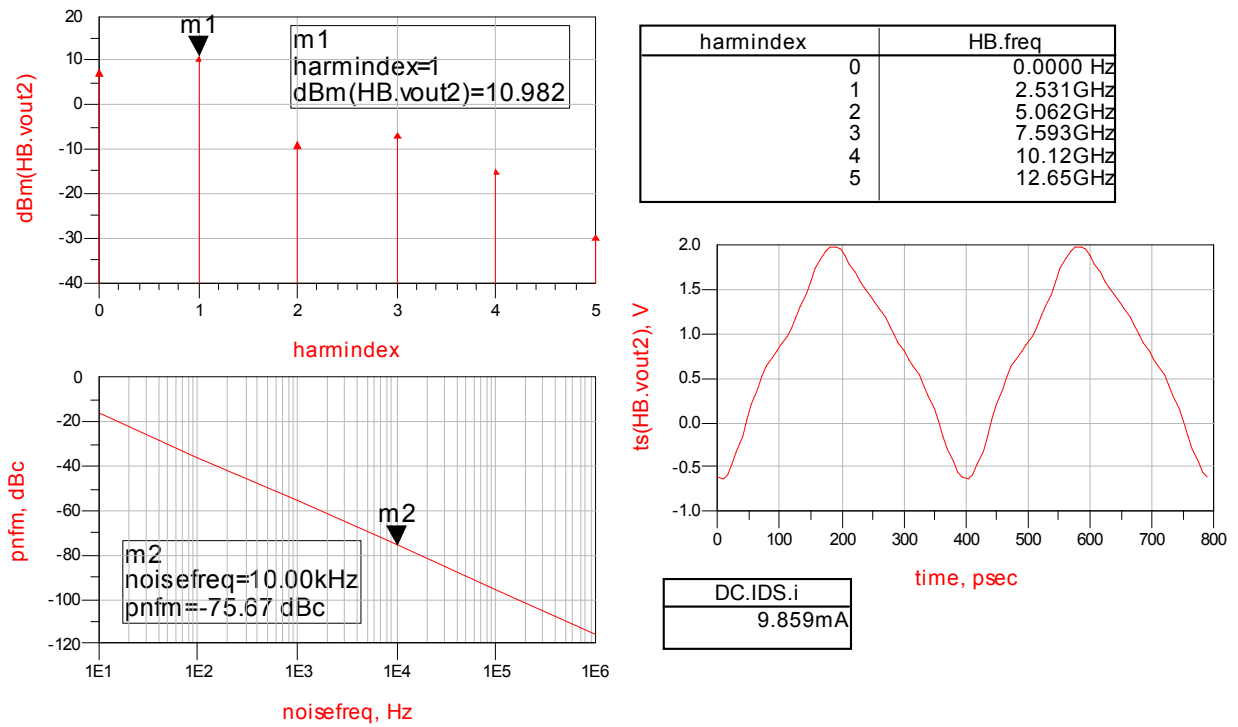 m1
m1
harmindex=1
dBm(HB.vout2)=10.982
dBm(HB.vout2)
20
10
0
-10
-20
-30
-40
0
1
2
3
4
5
harmindex
harmindex HB.freq
0 0.0000 Hz
1 2.531GHz
2 5.062GHz
3 7.593GHz
4 10.12GHz
5 12.65GHz
m2
m2
noisefreq=10.00kHz
pnfm=-75.67 dBc
pnfm, dBc
0
-20
-40
-60
-80
-100
-120
1E1
1E2
1E3
1E4
1E5
1E6
noisefreq, Hz
ts(HB.vout2), V
2.0
1.5
1.0
0.5
0.0
-0.5
-1.0
0
100
200
300
400
500
600
700
800
time, psec
DC.IDS.i
9.859mA